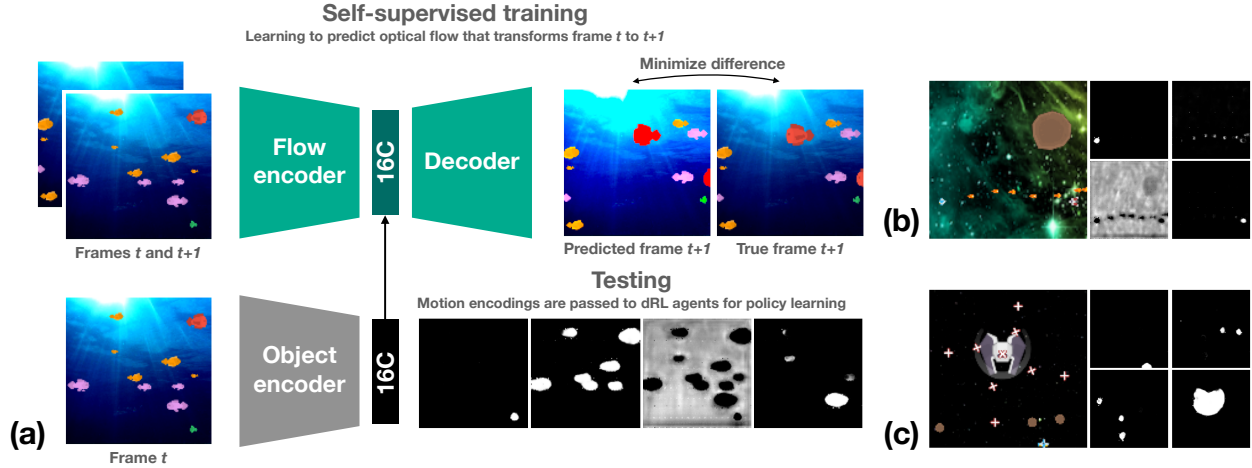 Self-supervised training
Learning to predict optical flow that transforms frame t to t+1
Minimize difference
Flow
encoder
16C
Decoder
Frames t and t+1
Predicted frame t+1
True frame t+1
(b)
Testing
Motion encodings are passed to dRL agents for policy learning
Object
encoder
16C
(a)
Frame t
(c)